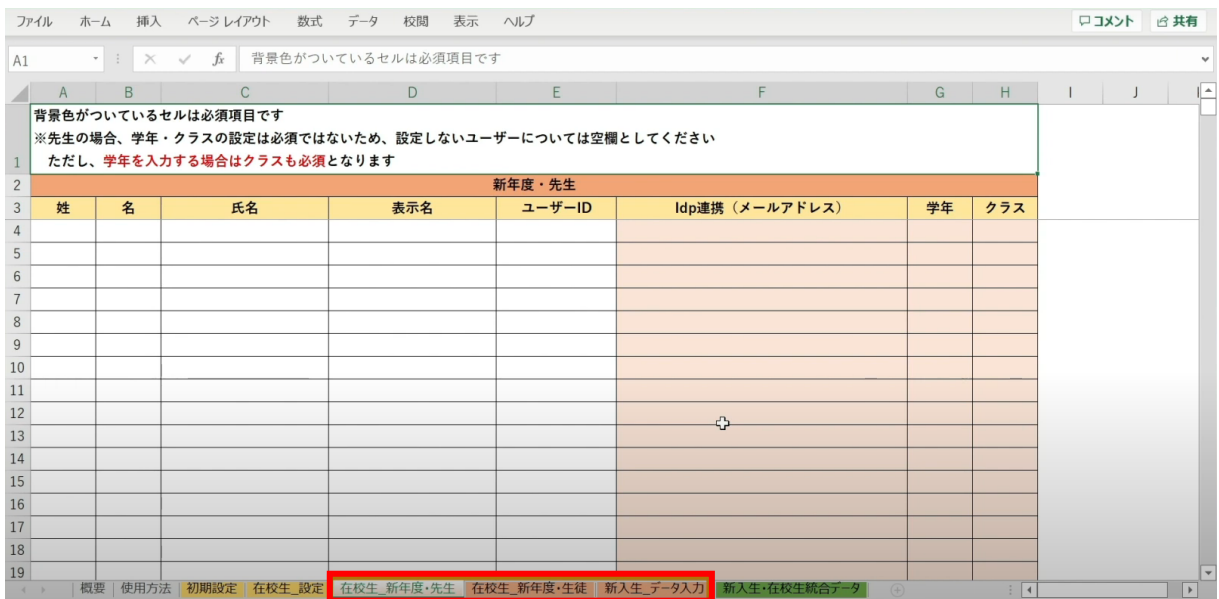 ファイル ホーム 挿入 ページ レイアウト 数式 データ 校閲 表示 ヘルプ コメント 共有
A1 fx 背景色がついているセルは必須項目です
A B C D E F G H I J
背景色がついているセルは必須項目です
※先生の場合、学年・クラスの設定は必須ではないため、設定しないユーザーについては空欄としてください
1 ただし、学年を入力する場合はクラスも必須となります
2 新年度・先生
3 姓 名 氏名 表示名 ユーザーID Idp連携（メールアドレス） 学年 クラス
4
5
6
7
8
9
10
11
12
13
14
15
16
17
18
19
概要 使用方法 初期設定 在校生_設定 在校生_新年度・先生 在校生_新年度・生徒 新入生_データ入力 新入生・在校生統合データ